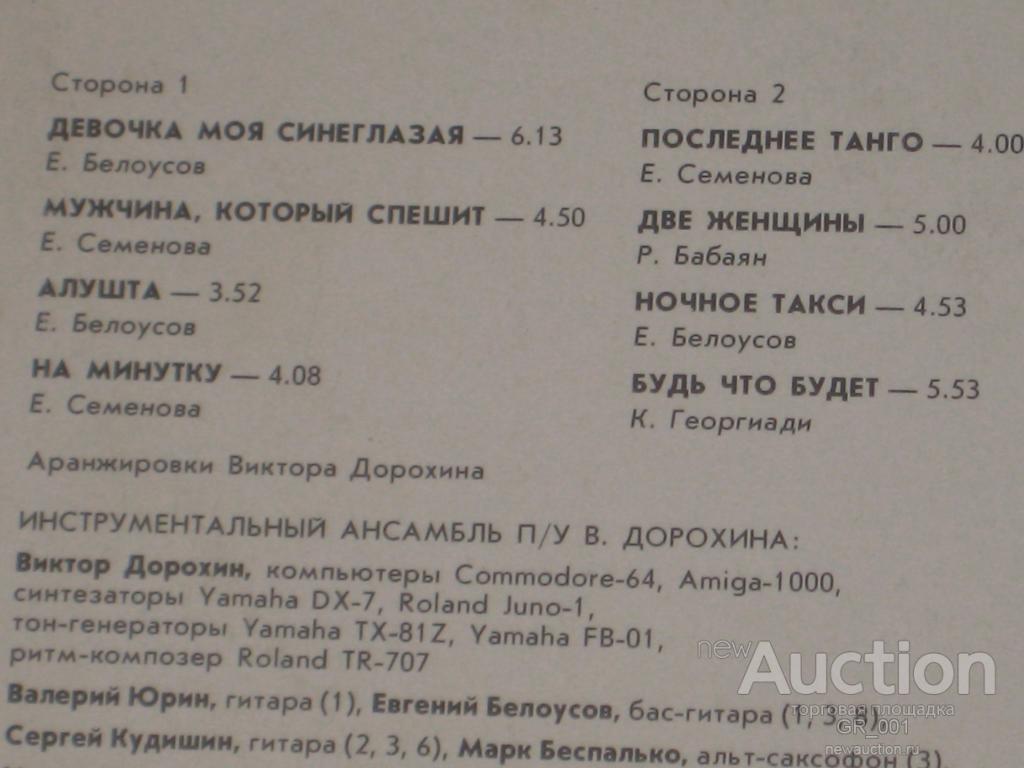 Сторона 1
ДЕВОЧКА МОЯ СИНЕГЛАЗАЯ — 6.13
Е. Белоусов
МУЖЧИНА, КОТОРЫЙ СПЕШИТ — 4.50
Е. Семенова
АЛУШТА — 3.52
Е. Белоусов
НА МИНУТКУ — 4.08
Е. Семенова
Сторона 2
ПОСЛЕДНЕЕ ТАНГО — 4.00
Е. Семенова
ДВЕ ЖЕНЩИНЫ — 5.00
Р. Бабаян
НОЧНОЕ ТАКСИ — 4.53
Е. Белоусов
БУДЬ ЧТО БУДЕТ — 5.53
К. Георгиади
Аранжировки Виктора Дорохина
ИНСТРУМЕНТАЛЬНЫЙ АНСАМБЛЬ П/У В. ДОРОХИНА:
Виктор Дорохин, компьютеры Commodore-64, Amiga-1000,
синтезаторы Yamaha DX-7, Roland Juno-1,
тон-генераторы Yamaha TX-81Z, Yamaha FB-01,
ритм-композер Roland TR-707
Валерий Юрин, гитара (1), Евгений Белоусов, бас-гитара (1, 3, 8),
Сергей Кудишин, гитара (2, 3, 6), Марк Беспалько, альт-саксофон (3),
newAuction
торговая площадка
GR_001
newauction.ru